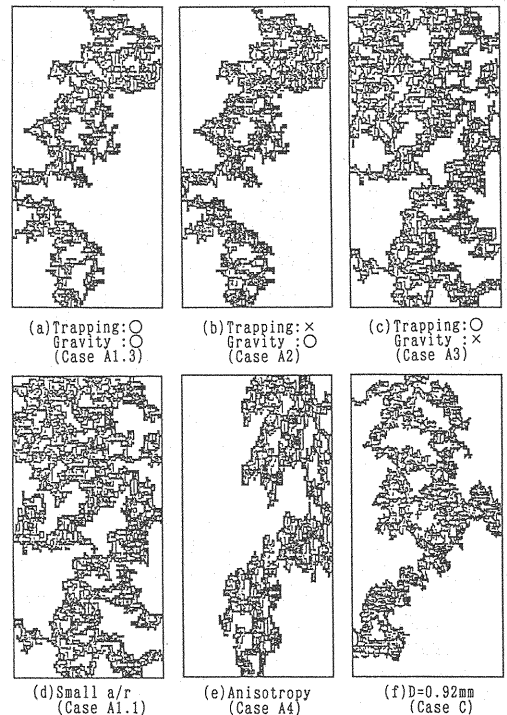 (a)Trapping:○
Gravity :○
(Case A1.3)
(b)Trapping:×
Gravity :○
(Case A2)
(c)Trapping:○
Gravity :×
(Case A3)
(d)Small a/r
(Case A1.1)
(e)Anisotropy
(Case A4)
(f)D=0.92mm
(Case C)